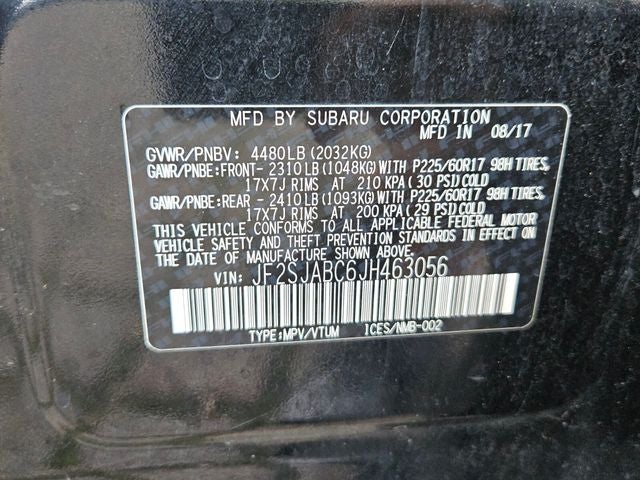 MFD BY SUBARU CORPORATION
MFD IN 08/17
GVWR/PNBV: 4480LB(2032KG)
GAWR/PNBE:FRONT-2310LB(1048KG)WITH P225/60R17 98H TIRES,
17X7J RIMS AT 210 KPA(30 PSI)COLD
GAWR/PNBE:REAR -2410LB(1093KG)WITH P225/60R17 98H TIRES,
17X7J RIMS AT 200 KPA(29 PSI)COLD
THIS VEHICLE CONFORMS TO ALL APPLICABLE FEDERAL MOTOR
VEHICLE SAFETY AND THEFT PREVENTION STANDARDS IN EFFECT ON
THE DATE OF MANUFACTURE SHOWN ABOVE.
VIN: JF2SJABC6JH463056
TYPE:MPV/VTUM ICES/NMB-002